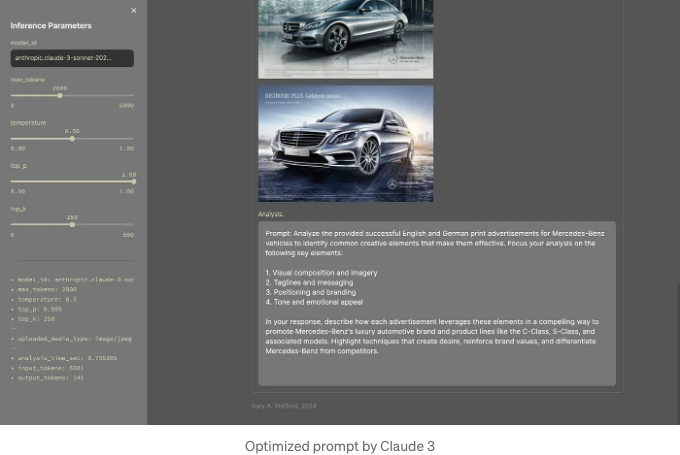 ×
Inference Parameters
model_id
anthropic.claude-3-sonnet-202...
max_tokens
2000
0
5000
temperature
0.50
0.00
1.00
top_p
1.00
0.00
1.00
top_k
250
0
500
• model_id: anthropic.claude-3-sor
• max_tokens: 2000
• temperature: 0.5
• top_p: 0.999
• top_k: 250
• uploaded_media_type: image/jpeg
• analysis_time_sec:
• input_tokens:
• output_tokens:
Mercedes-Benz
DISTRONIC PLUS.
Mercedes-Benz
Analysis:
Prompt: Analyze the provided successful English and German print advertisements for Mercedes-Benz
vehicles to identify common creative elements that make them effective. Focus your analysis on the
following key elements:
1. Visual composition and imagery
2. Taglines and messaging
3. Positioning and branding
4. Tone and emotional appeal
In your response, describe how each advertisement leverages these elements in a compelling way to
promote Mercedes-Benz's luxury automotive brand and product lines like the C-Class, S-Class, and
associated models. Highlight techniques that create desire, reinforce brand values, and differentiate
Mercedes-Benz from competitors.
Gary A. Stafford, 2024
Optimized prompt by Claude 3